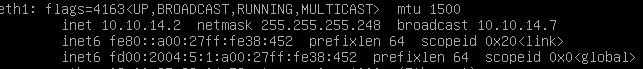 eth1: flags=4163<UP,BROADCAST,RUNNING,MULTICAST>  mtu 1500
inet 10.10.14.2  netmask 255.255.255.248  broadcast 10.10.14.7
inet6 fe80::a00:27ff:fe38:452  prefixlen 64  scopeid 0x20<link>
inet6 fd00:2004:5:1:a00:27ff:fe38:452  prefixlen 64  scopeid 0x0<global>